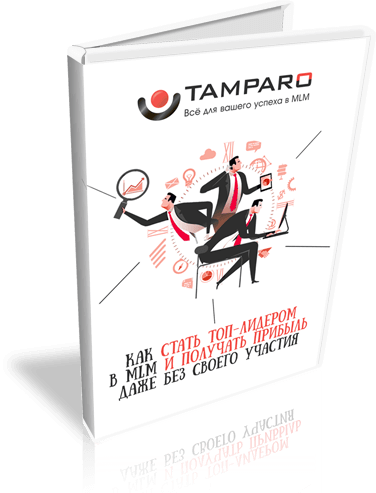 TAMPARO
Всё для вашего успеха в MLM
КАК СТАТЬ ТОП-ЛИДЕРОМ
В MLM И ПОЛУЧАТЬ ПРИБЫЛЬ
ДАЖЕ БЕЗ СВОЕГО УЧАСТИЯ